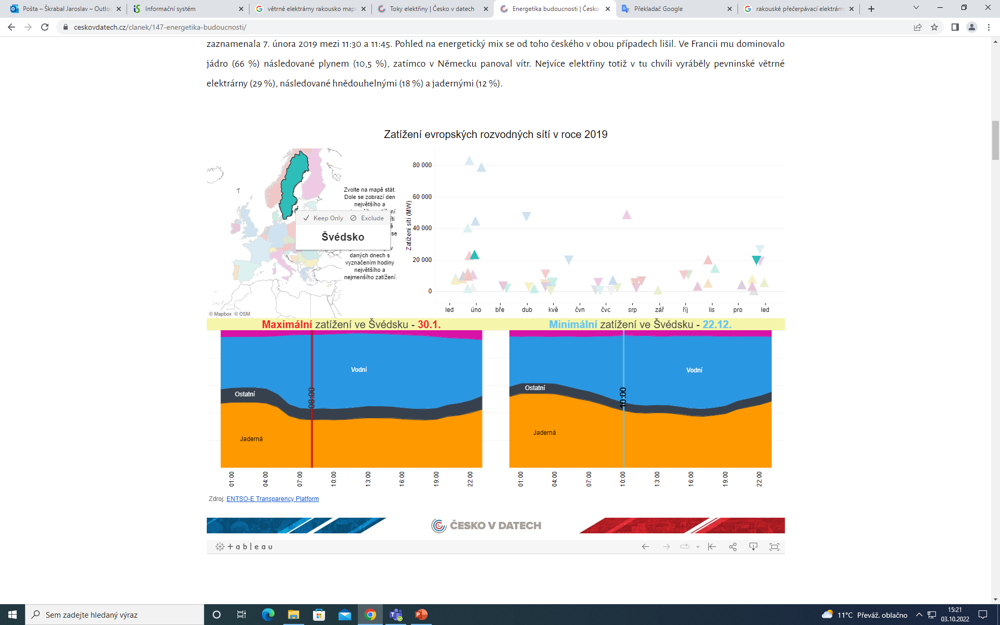 Pošta – Škrabal Jaroslav – Outlo
Informační systém
větrné elektrárny rakousko map
Toky elektřiny | Česko v datech
Energetika budoucnosti | Česko
Překladač Google
rakouské přečerpávací elektrárn
ceskovdatech.cz/clanek/147-energetika-budoucnosti/
zaznamenala 7. února 2019 mezi 11:30 a 11:45. Pohled na energetický mix se od toho českého v obou případech lišil. Ve Francii mu dominovalo
jádro (66 %) následované plynem (10,5 %), zatímco v Německu panoval vítr. Nejvíce elektřiny totiž v tu chvíli vyráběly pevninské větrné
elektrárny (29 %), následované hnědouhelnými (18 %) a jadernými (12 %).
Zatížení evropských rozvodných sítí v roce 2019
Zvolte na mapě stát.
Dole se zobrazí den
největšího a
Keep Only
Exclude
Švédsko
se
v
daných dnech s
vyznačením hodiny
největšího a
nejmenšího zatížení.
© Mapbox © OSM
Zatížení sítí (MW)
80 000
60 000
40 000
20 000
0
led úno bře dub kvě čvn čvc srp zář říj lis pro led
Maximální zatížení ve Švédsku - 30.1.
Minimální zatížení ve Švédsku - 22.12.
Vodní
Ostatní
Jaderná
08:00
01:00 04:00 07:00 10:00 13:00 16:00 19:00 22:00
Vodní
Ostatní
Jaderná
10:00
01:00 04:00 07:00 10:00 13:00 16:00 19:00 22:00
Zdroj: ENTSO-E Transparency Platform
ČESKO V DATECH
+ a b l e a u
Sem zadejte hledaný výraz
11°C Převáž. oblačno
15:21
03.10.2022